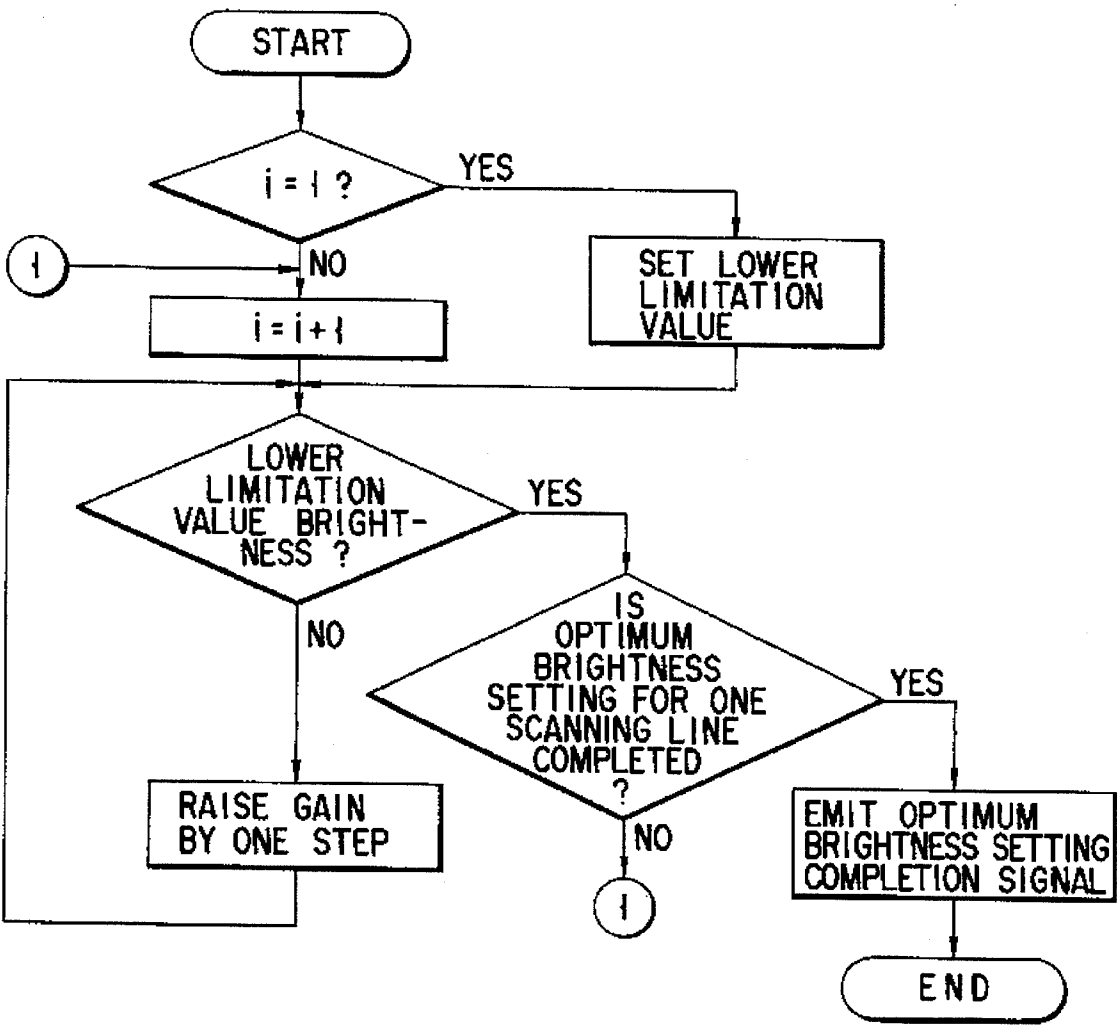 START
i = 1 ?
YES
1
NO
SET LOWER
LIMITATION
VALUE
i = i + 1
LOWER
LIMITATION
VALUE BRIGHT-
NESS ?
YES
NO
IS
OPTIMUM
BRIGHTNESS
SETTING FOR ONE
SCANNING LINE
COMPLETED
?
YES
NO
RAISE GAIN
BY ONE STEP
EMIT OPTIMUM
BRIGHTNESS SETTING
COMPLETION SIGNAL
1
END